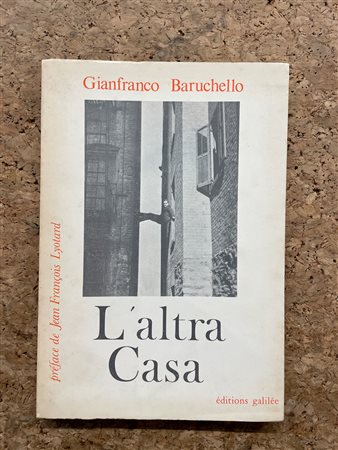 Gianfranco Baruchello
préface de Jean François Lyotard
L'altra
Casa
éditions galilée